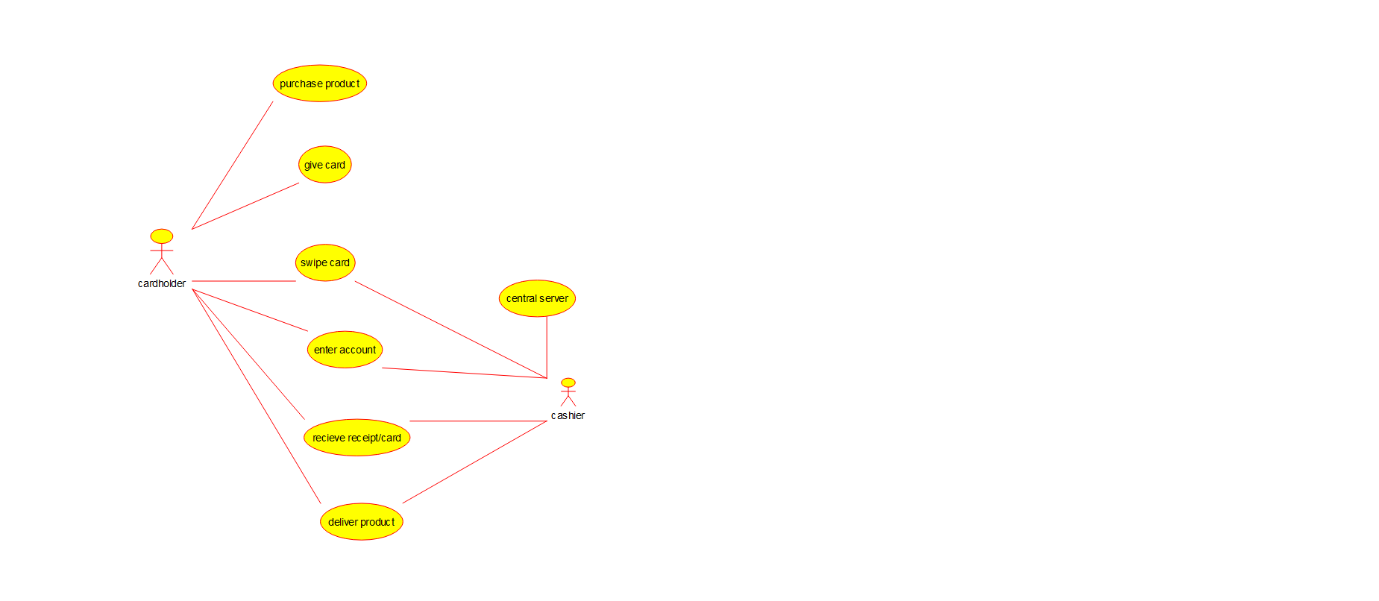 purchase product
give card
cardholder
swipe card
central server
enter account
cashier
recieve receipt/card
deliver product